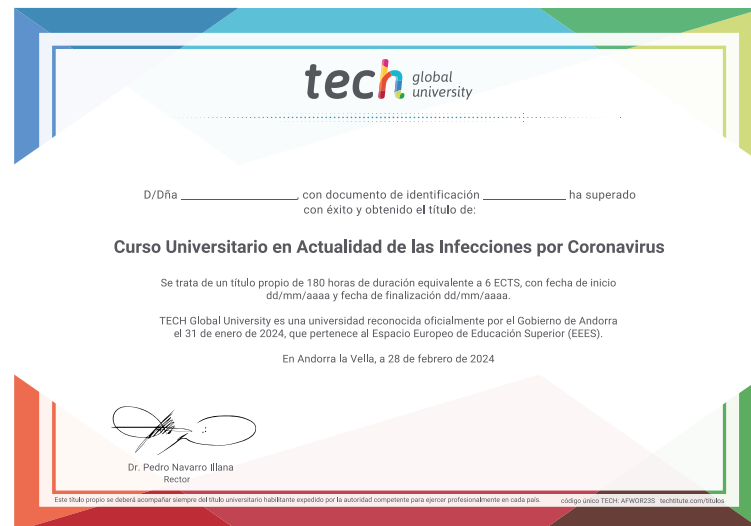 tech global university
D/Dña ____________, con documento de identificación ____________ ha superado
con éxito y obtenido el título de:
Curso Universitario en Actualidad de las Infecciones por Coronavirus
Se trata de un título propio de 180 horas de duración equivalente a 6 ECTS, con fecha de inicio
dd/mm/aaaa y fecha de finalización dd/mm/aaaa.
TECH Global University es una universidad reconocida oficialmente por el Gobierno de Andorra
el 31 de enero de 2024, que pertenece al Espacio Europeo de Educación Superior (EEES).
En Andorra la Vella, a 28 de febrero de 2024
Dr. Pedro Navarro Illana
Rector
Este título propio se deberá acompañar siempre del título universitario habilitante expedido por la autoridad competente para ejercer profesionalmente en cada país. código único TECH: AFWOR23S techtitute.com/títulos